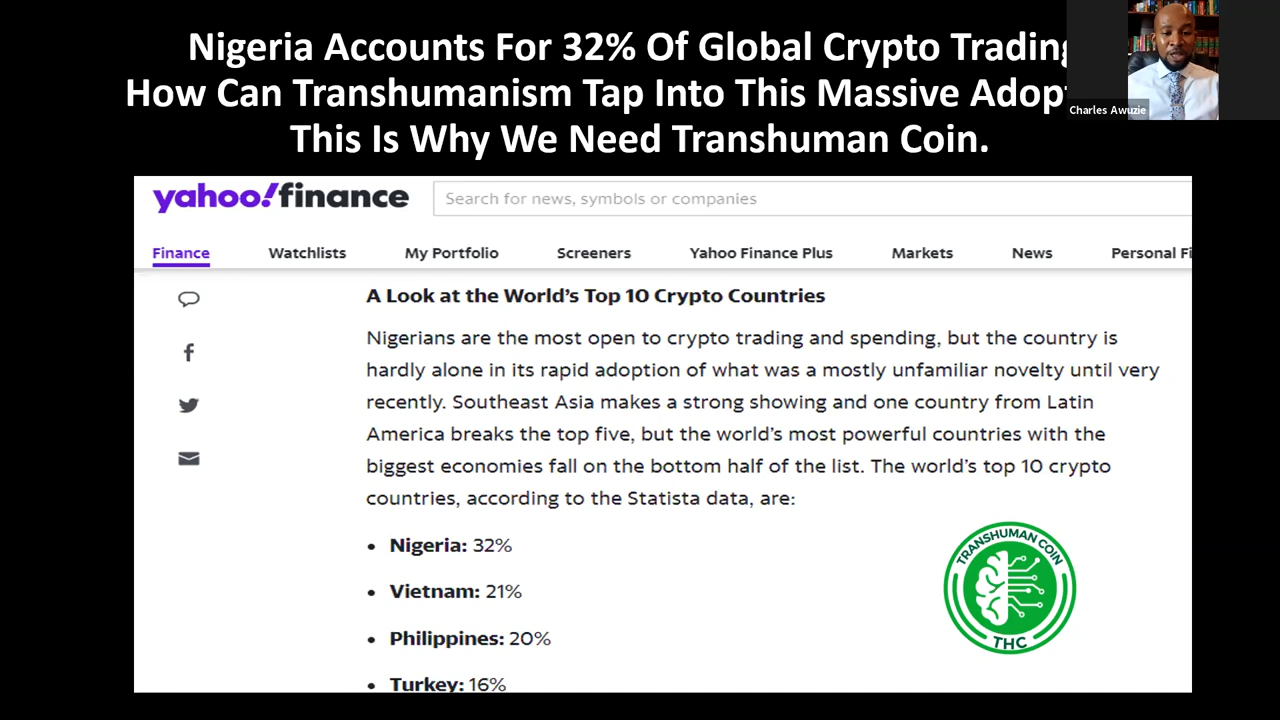 Nigeria Accounts For 32% Of Global Crypto Trading
How Can Transhumanism Tap Into This Massive
This Is Why We Need Transhuman Coin.
Charles Awuzie
yahoo!finance
Search for news, symbols or companies
Finance Watchlists My Portfolio Screeners Yahoo Finance Plus Markets News Personal
A Look at the World's Top 10 Crypto Countries
Nigerians are the most open to crypto trading and spending, but the country is
hardly alone in its rapid adoption of what was a mostly unfamiliar novelty until very
recently. Southeast Asia makes a strong showing and one country from Latin
America breaks the top five, but the world's most powerful countries with the
biggest economies fall on the bottom half of the list. The world's top 10 crypto
countries, according to the Statista data, are:
• Nigeria: 32%
• Vietnam: 21%
• Philippines: 20%
• Turkey: 16%
TRANSHUMAN COIN
THC